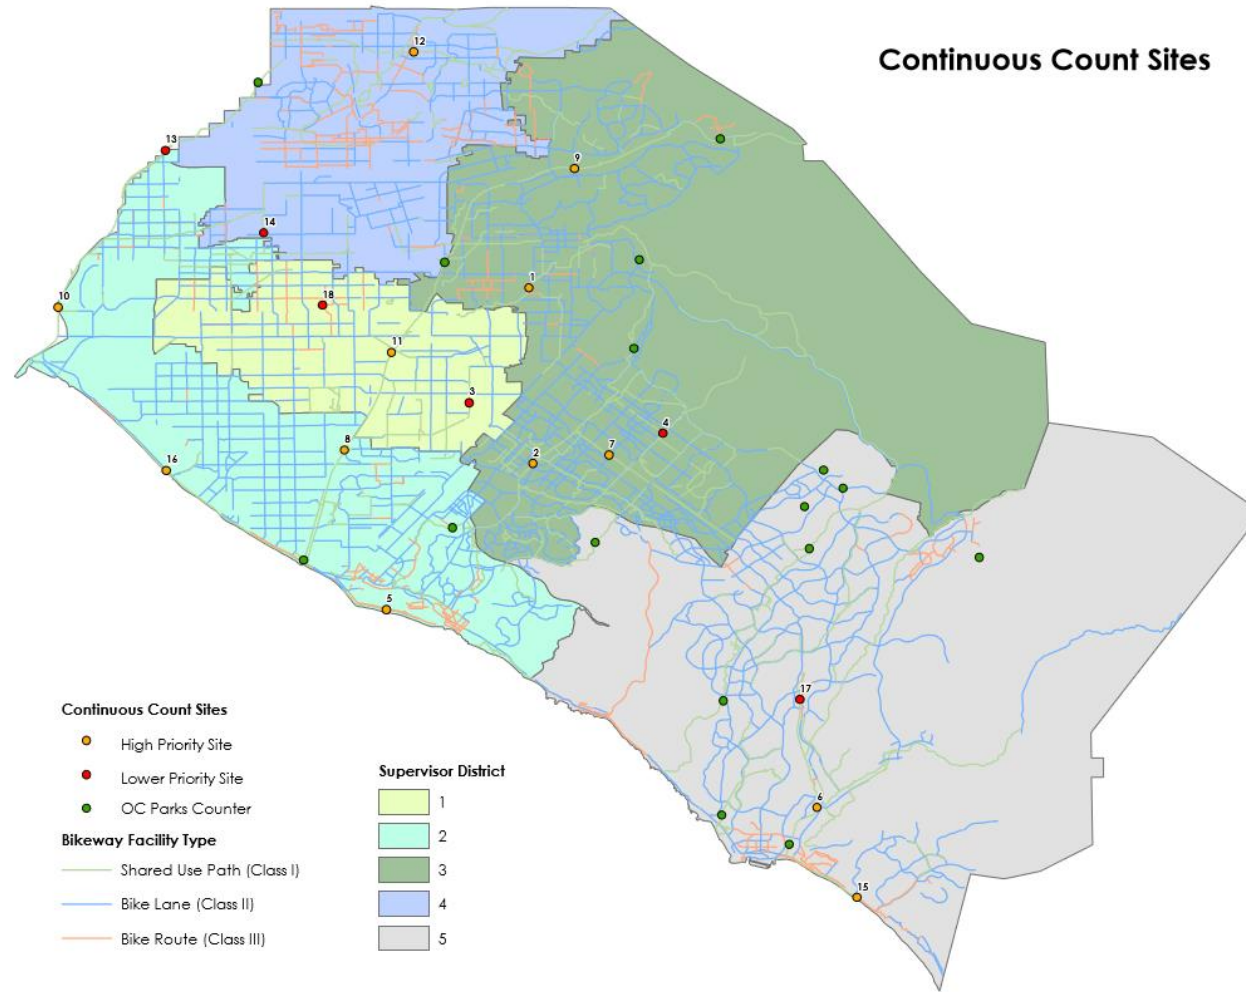 Continuous Count Sites
12
13
9
14
1
10
18
11
3
4
8
7
2
16
5
17
6
15
Continuous Count Sites
High Priority Site
Lower Priority Site
OC Parks Counter
Bikeway Facility Type
Shared Use Path (Class I)
Bike Lane (Class II)
Bike Route (Class III)
Supervisor District
1
2
3
4
5